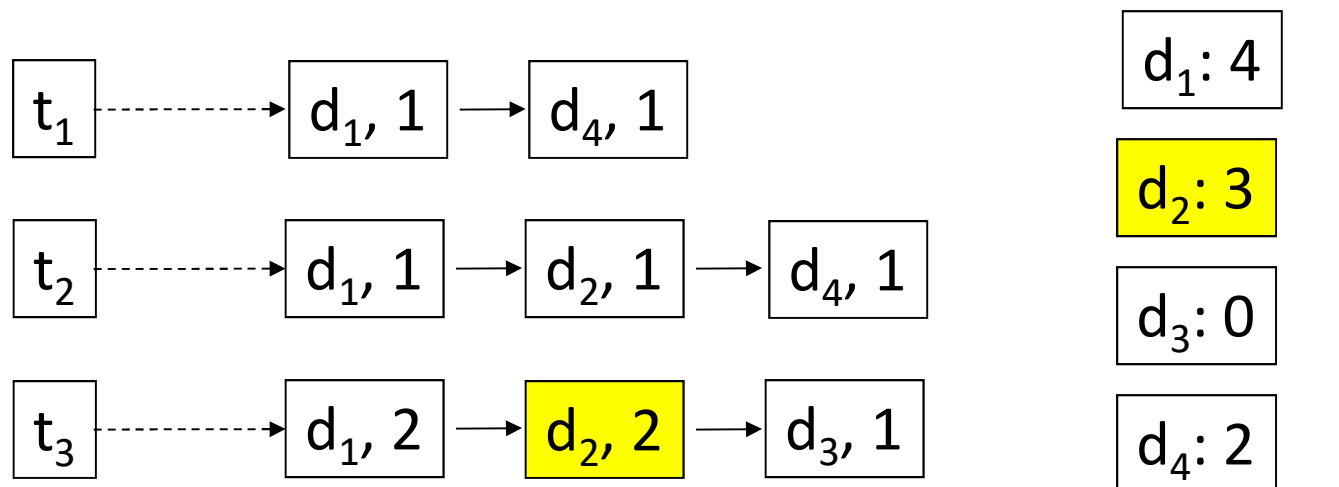 t₁ d₁, 1 d₄, 1
t₂ d₁, 1 d₂, 1 d₄, 1
t₃ d₁, 2 d₂, 2 d₃, 1
d₁: 4
d₂: 3
d₃: 0
d₄: 2